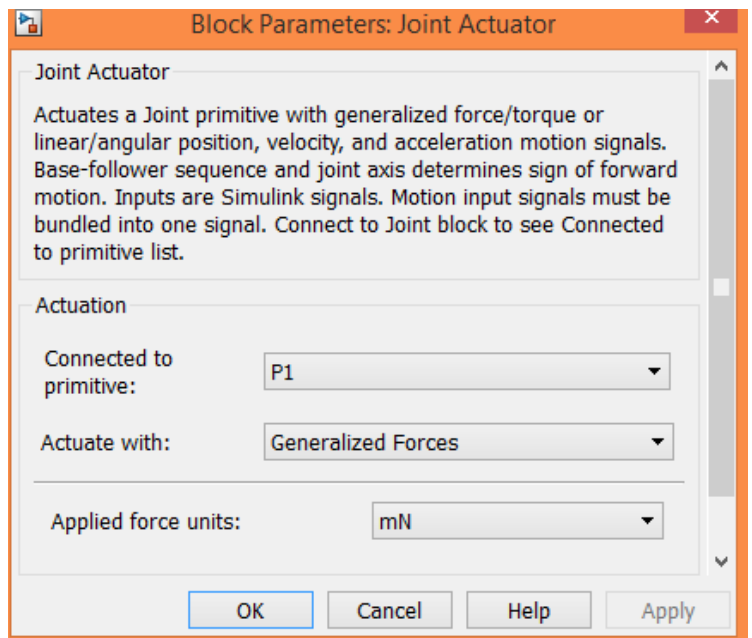 Block Parameters: Joint Actuator
Joint Actuator
Actuates a Joint primitive with generalized force/torque or
linear/angular position, velocity, and acceleration motion signals.
Base-follower sequence and joint axis determines sign of forward
motion. Inputs are Simulink signals. Motion input signals must be
bundled into one signal. Connect to Joint block to see Connected
to primitive list.
Actuation
Connected to
primitive:
P1
Actuate with:
Generalized Forces
Applied force units:
mN
OK Cancel Help Apply